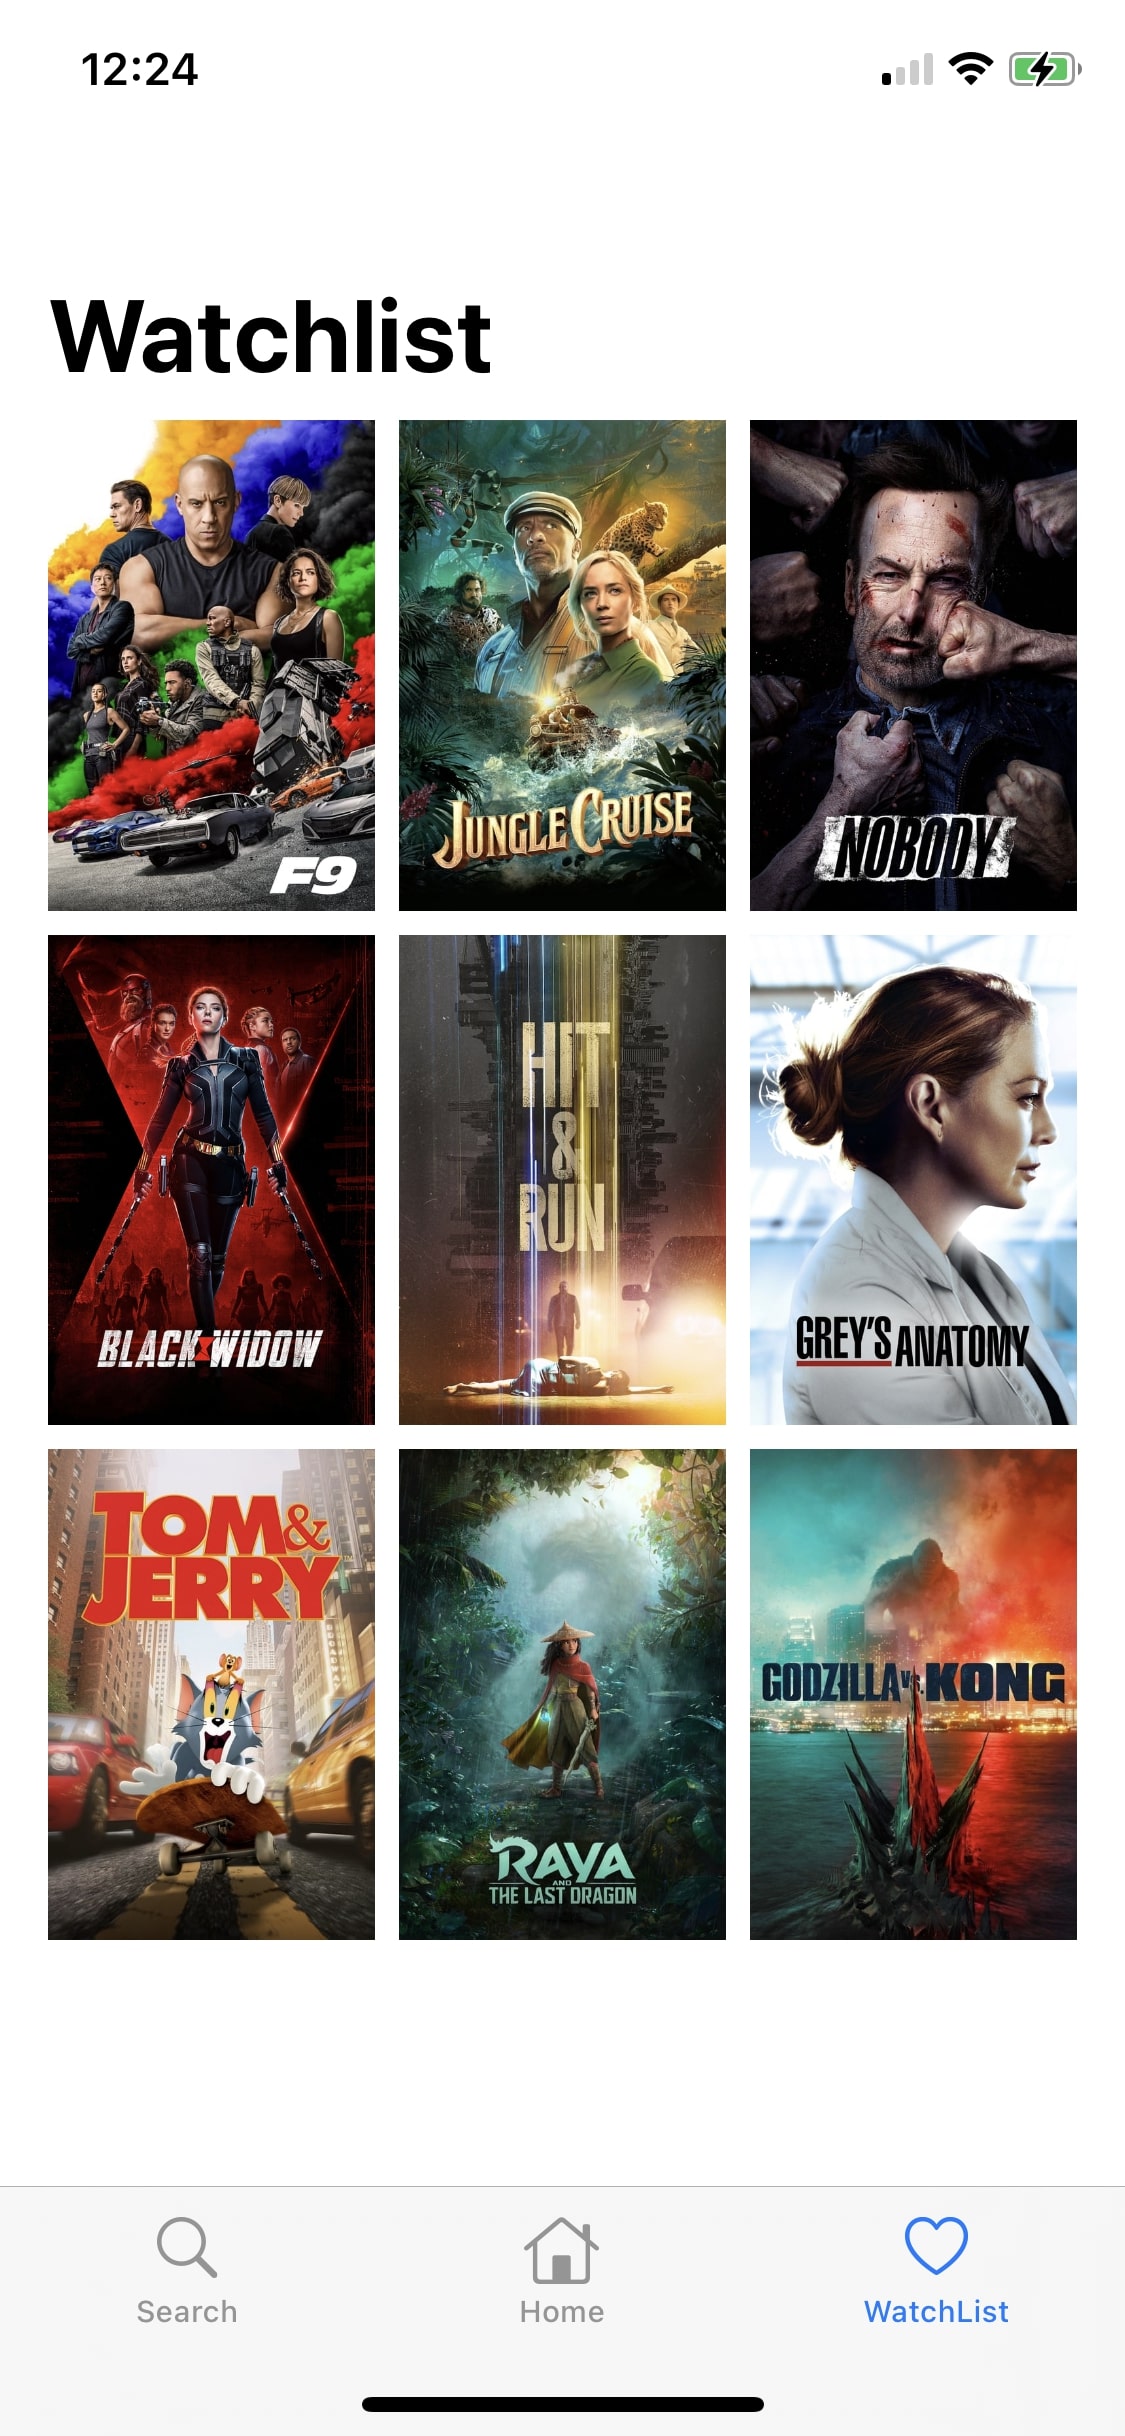 12:24
Watchlist
F9
JUNGLE CRUISE
NOBODY
BLACK WIDOW
HIT
&
RUN
GREY'S ANATOMY
TOM&
JERRY
RAYA
AND
THE LAST DRAGON
GODZILLA VS. KONG
Search
Home
WatchList